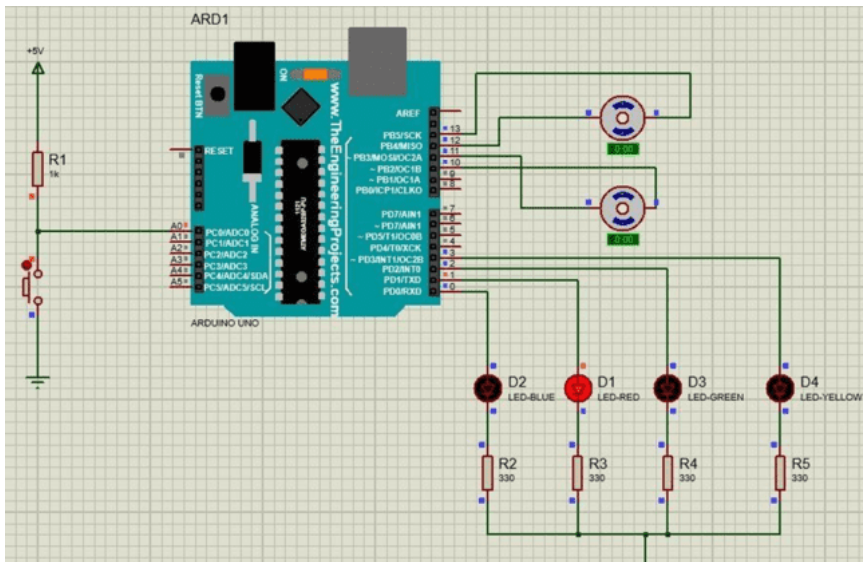 ARD1
+5V
R1
1k
Reset BTN
ON
www.TheEngineeringProjects.com
RESET
ANALOG IN
A0
A1
A2
A3
A4
A5
PC0/ADC0
PC1/ADC1
PC2/ADC2
PC3/ADC3
PC4/ADC4/SDA
PC5/ADC5/SCL
AREF
PB5/SCK
13
PB4/MISO
12
~ PB3/MOSI/OC2A
11
~ PB2/OC1B
10
~ PB1/OC1A
9
PB0/ICP1/CLKO
8
PD7/AIN1
7
~ PD7/AIN1
6
~ PD5/T1/OC0B
5
PD4/T0/XCK
4
~ PD3/INT1/OC2B
3
PD2/INT0
2
PD1/TXD
1
PD0/RXD
0
ARDUINO UNO
0:00
0:00
D2
LED-BLUE
D1
LED-RED
D3
LED-GREEN
D4
LED-YELLOW
R2
330
R3
330
R4
330
R5
330